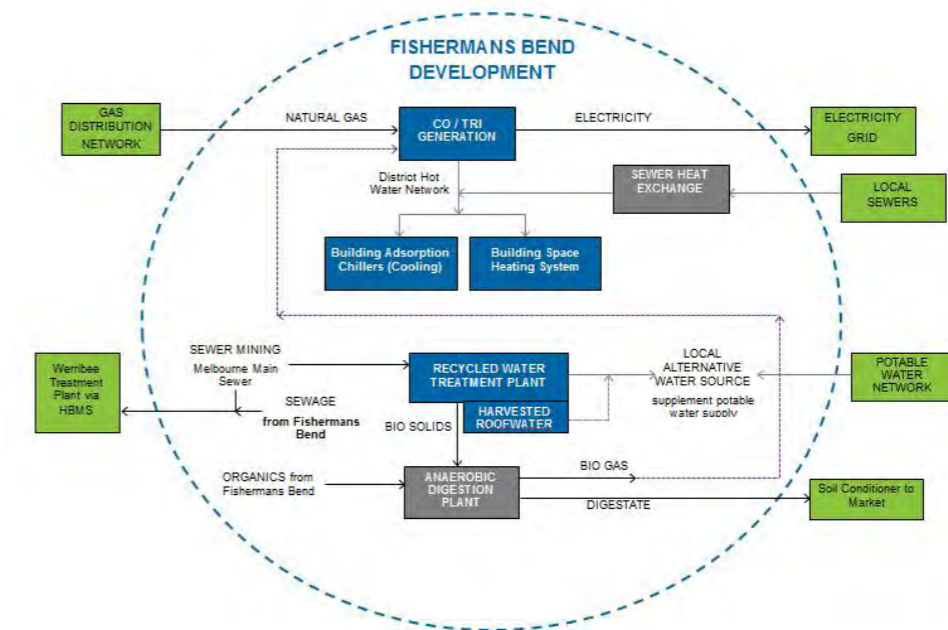 FISHERMANS BEND
DEVELOPMENT
GAS
DISTRIBUTION
NETWORK
NATURAL GAS
CO / TRI
GENERATION
ELECTRICITY
ELECTRICITY
GRID
District Hot
Water Network
SEWER HEAT
EXCHANGE
LOCAL
SEWERS
Building Adsorption
Chillers (Cooling)
Building Space
Heating System
SEWER MINING
Melbourne Main
Sewer
Werribee
Treatment
Plant via
HBMS
SEWAGE
from Fishermans
Bend
RECYCLED WATER
TREATMENT PLANT
HARVESTED
ROOFWATER
LOCAL
ALTERNATIVE
WATER SOURCE
supplement potable
water supply
POTABLE
WATER NETWORK
BIO SOLIDS
ORGANICS from
Fishermans Bend
ANAEROBIC
DIGESTION
PLANT
BIO GAS
DIGESTATE
Soil Conditioner to
Market